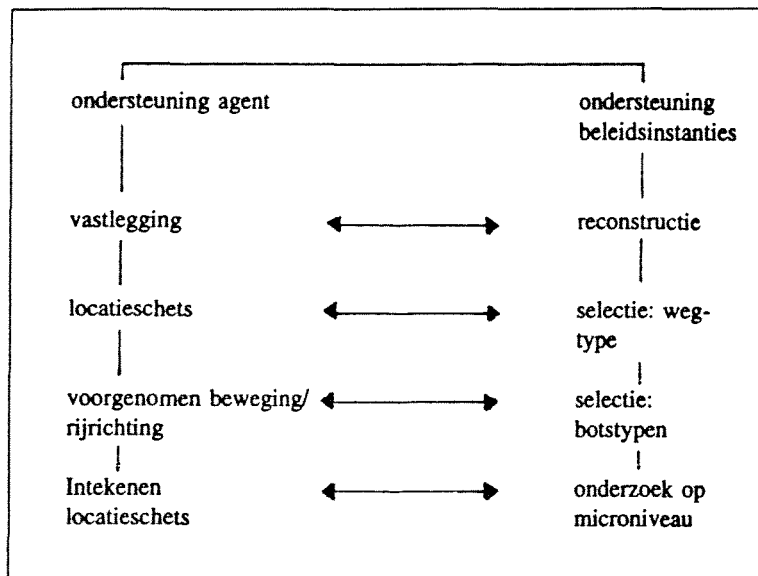 ondersteuning agent
ondersteuning
beleidsinstanties
vastlegging
reconstructie
locatieschets
selectie: weg-
type
voorgenomen beweging/
rijrichting
selectie:
botstypen
Intekenen
locatieschets
onderzoek op
microniveau